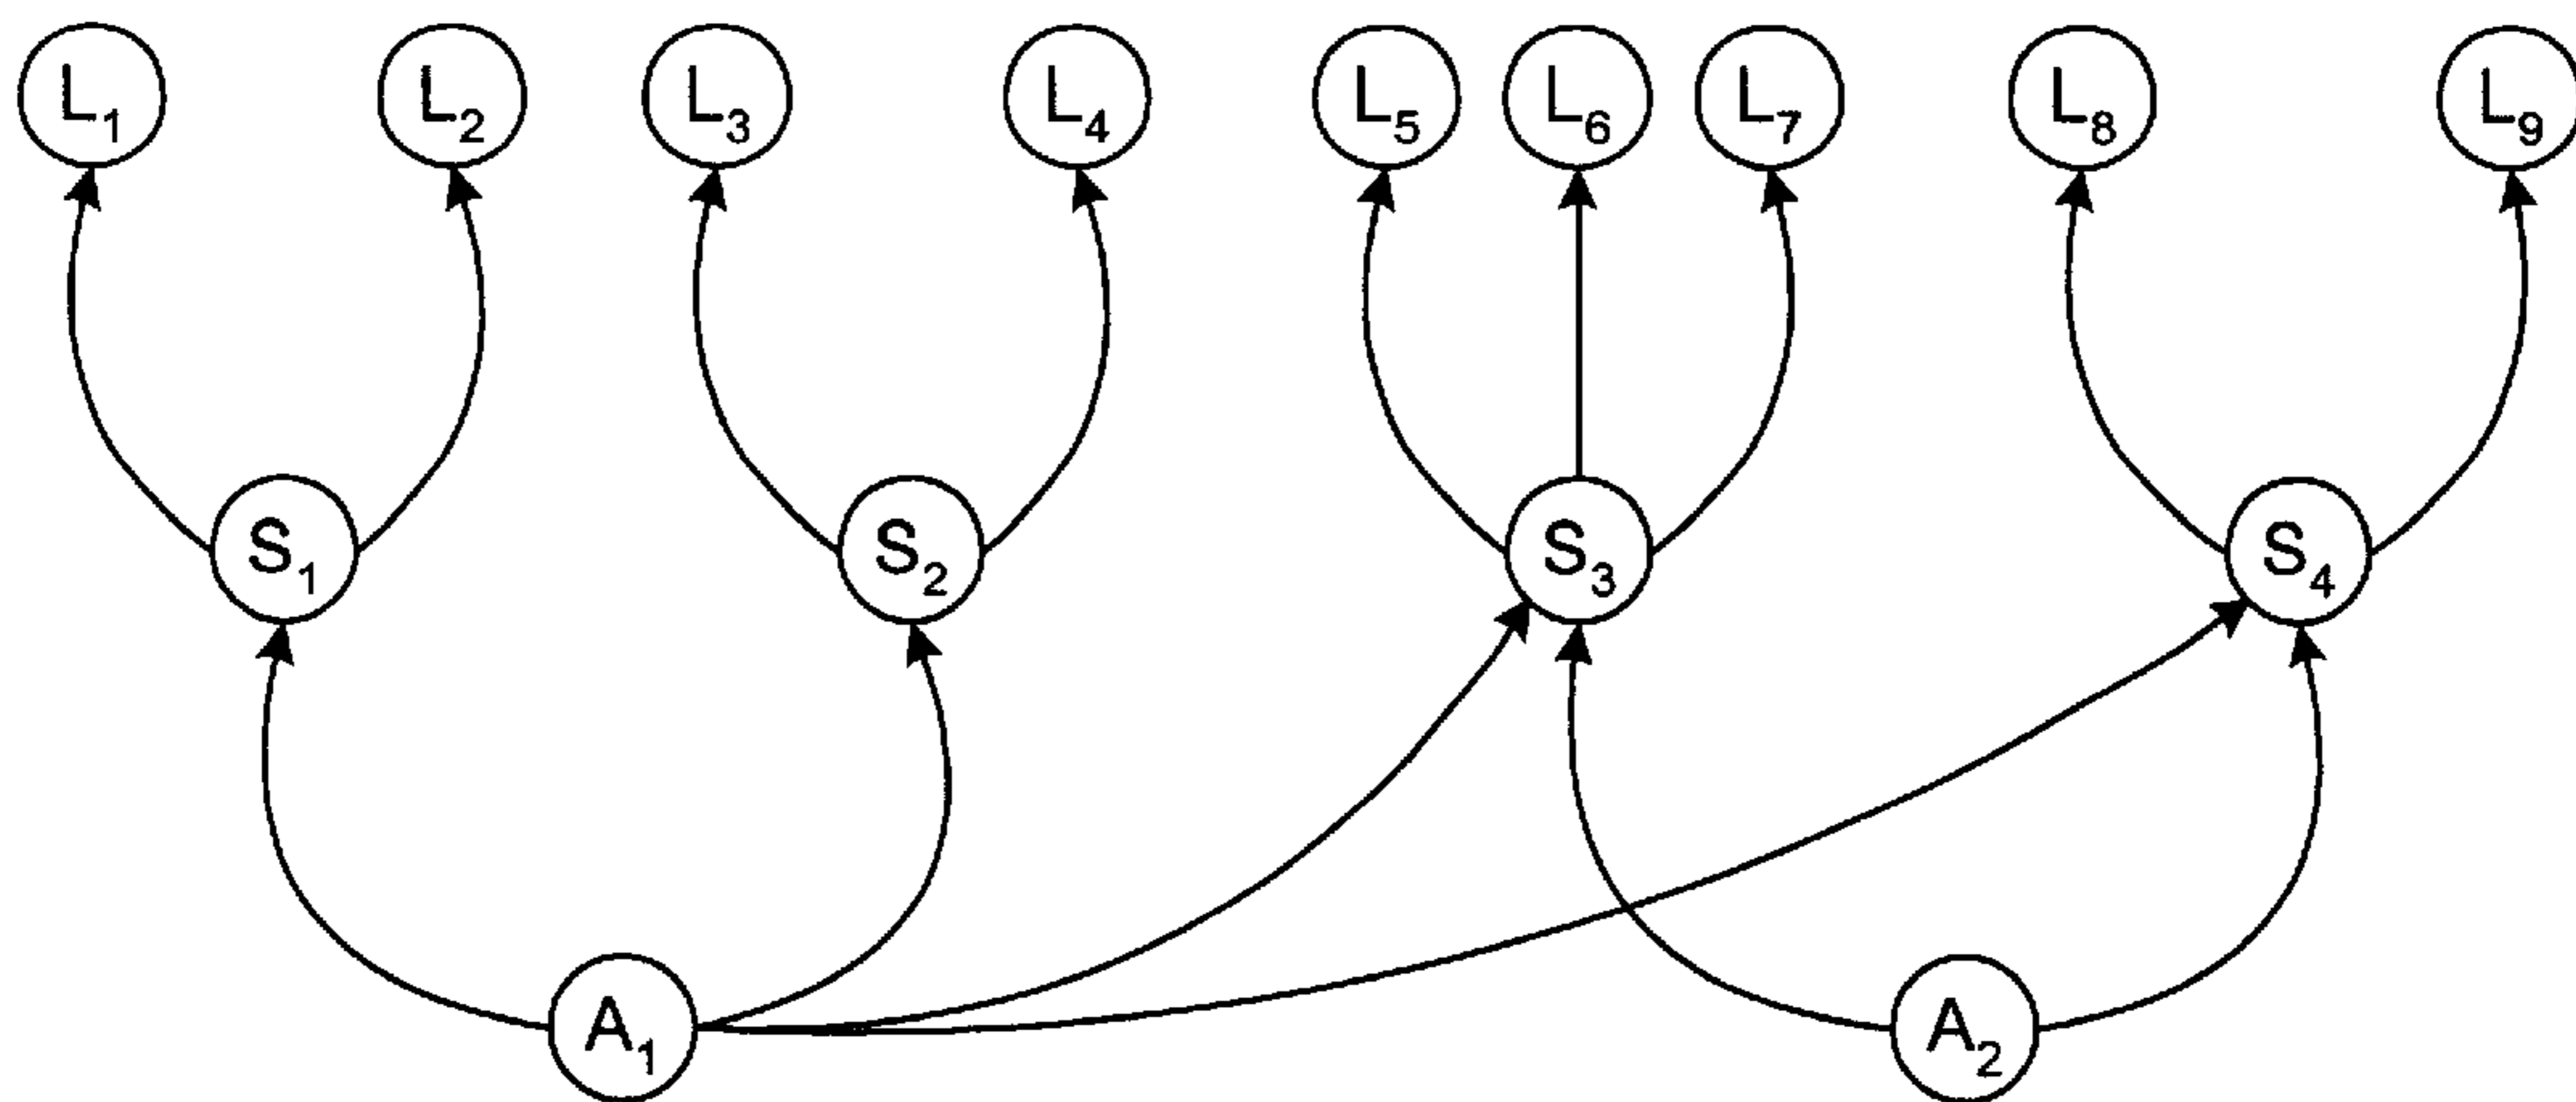 L₁ L₂ L₃ L₄ L₅ L₆ L₇ L₈ L₉
S₁ S₂ S₃ S₄
A₁ A₂